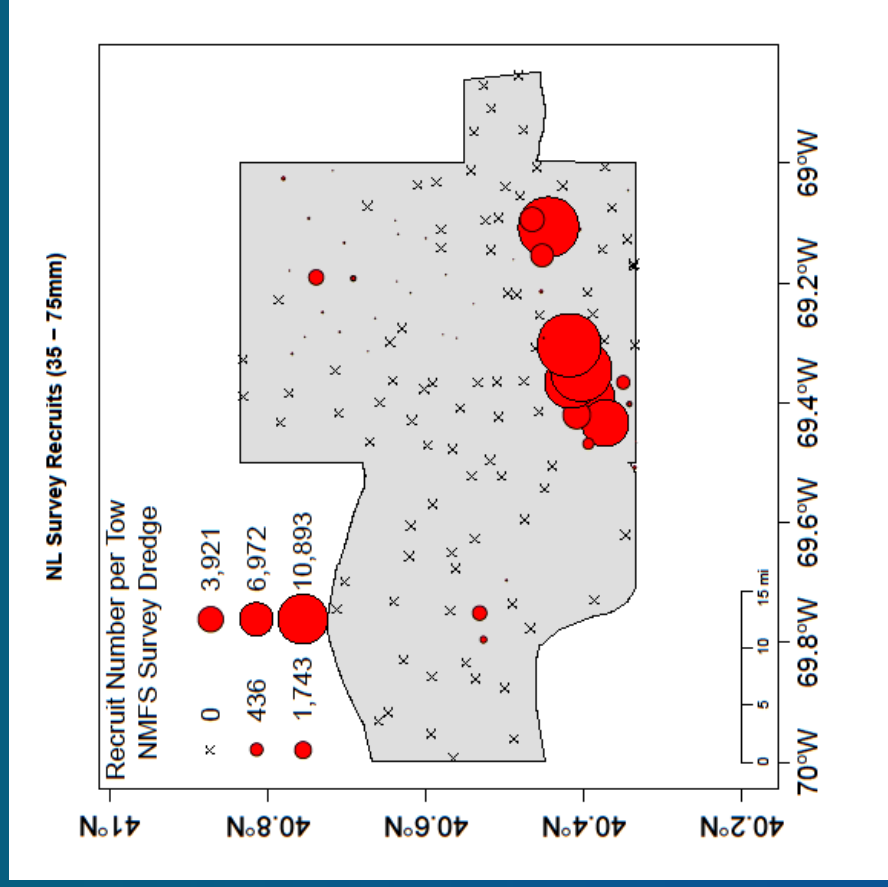 NL Survey Recruits (35 – 75mm)
Recruit Number per Tow
NMFS Survey Dredge
0 3,921
436 6,972
1,743 10,893
41°N
40.8°N
40.6°N
40.4°N
40.2°N
0 5 10 15 mi
70°W 69.8°W 69.6°W 69.4°W 69.2°W 69°W